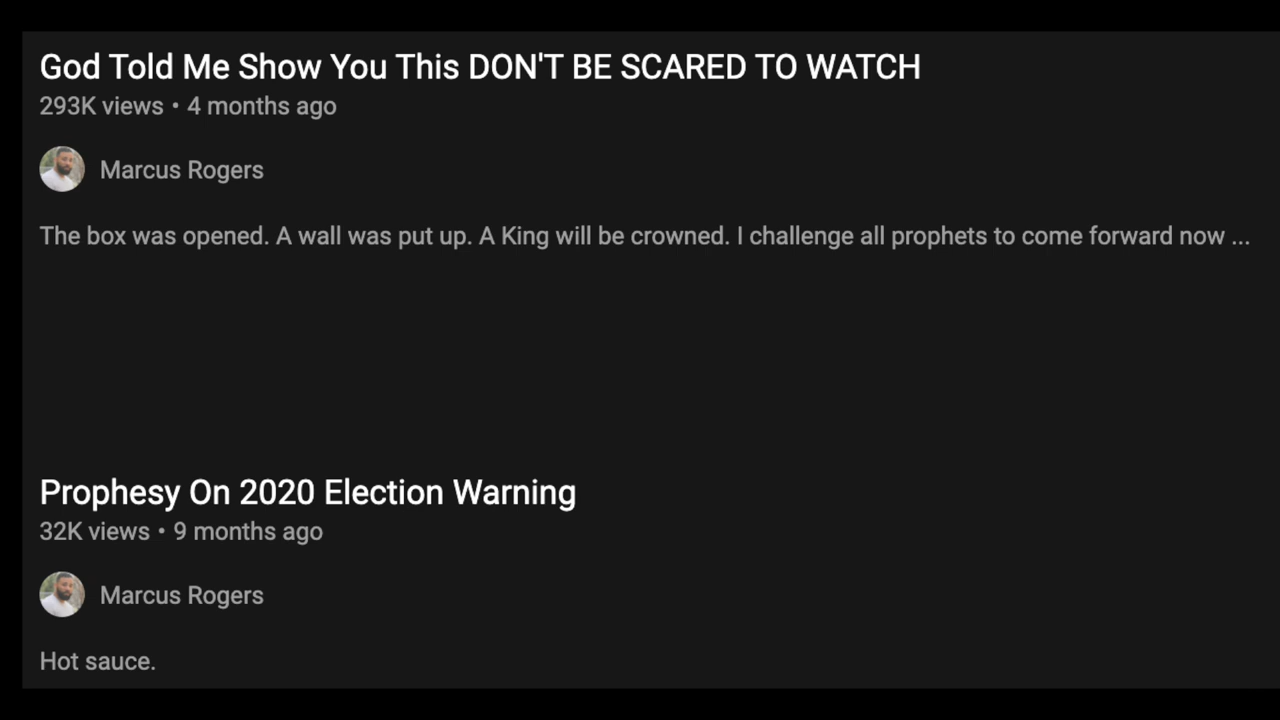 God Told Me Show You This DON'T BE SCARED TO WATCH
293K views • 4 months ago
Marcus Rogers
The box was opened. A wall was put up. A King will be crowned. I challenge all prophets to come forward now ...
Prophesy On 2020 Election Warning
32K views • 9 months ago
Marcus Rogers
Hot sauce.